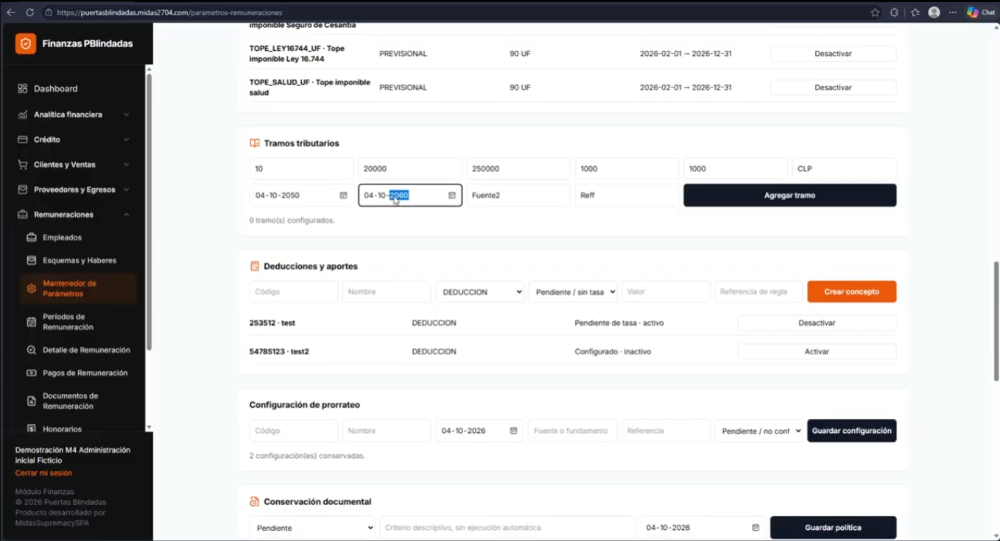 https://puertasblindadas.midas2704.com/parametros-remuneraciones
Chat
Finanzas PBlindadas
Dashboard
Analítica financiera
Crédito
Clientes y Ventas
Proveedores y Egresos
Remuneraciones
Empleados
Esquemas y Haberes
Mantenedor de
Parámetros
Períodos de
Remuneración
Detalle de Remuneración
Pagos de Remuneración
Documentos de
Remuneración
Honorarios
Demostración M4 Administración
inicial Ficticio
Cerrar mi sesión
Módulo Finanzas
© 2026 Puertas Blindadas
Producto desarrollado por
MidasSupremacySPA
imponible Seguro de Cesantía
TOPE_LEY16744_UF · Tope
imponible Ley 16.744
PREVISIONAL
90 UF
2026-02-01 → 2026-12-31
Desactivar
TOPE_SALUD_UF · Tope imponible
salud
PREVISIONAL
90 UF
2026-02-01 → 2026-12-31
Desactivar
Tramos tributarios
10
20000
250000
1000
1000
CLP
04-10-2050
04-10-2060
Fuente2
Reff
Agregar tramo
9 tramo(s) configurados.
Deducciones y aportes
Código
Nombre
DEDUCCION
Pendiente / sin tasa
Valor
Referencia de regla
Crear concepto
253512 · test
DEDUCCION
Pendiente de tasa · activo
Desactivar
54785123 · test2
DEDUCCION
Configurado · inactivo
Activar
Configuración de prorrateo
Código
Nombre
04-10-2026
Fuente o fundamento
Referencia
Pendiente / no conf
Guardar configuración
2 configuración(es) conservadas.
Conservación documental
Pendiente
Criterio descriptivo, sin ejecución automática
04-10-2026
Guardar política